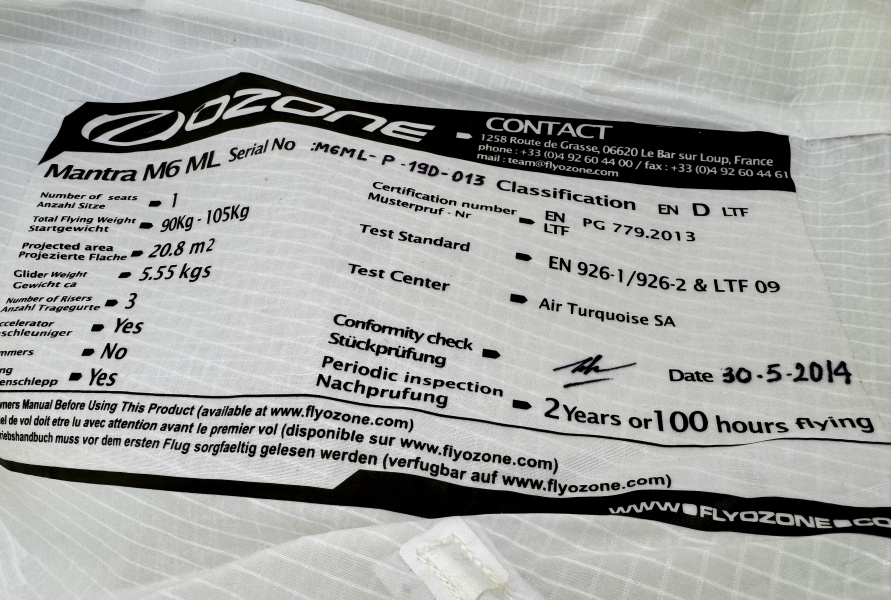 OZONE
CONTACT
1258 Route de Grasse, 06620 Le Bar sur Loup, France
phone : +33 (0)4 92 60 44 00 / fax : +33 (0)4 92 60 44 61
mail : team@flyozone.com
Mantra M6 ML Serial No :M6ML-P-19D-013 Classification EN D LTF
Number of seats
Anzahl Sitze
1
Total Flying Weight
Startgewicht
90Kg - 105Kg
Projected area
Projezierte Flache
20.8 m2
Glider Weight
Gewicht ca
5.55 kgs
Number of Risers
Anzahl Tragegurte
3
ccelerator
schleuniger
Yes
mmers
No
ng
enschlepp
Yes
Certification number
Musterpruf - Nr
EN
LTF
PG 779.2013
Test Standard
EN 926-1/926-2 & LTF 09
Test Center
Air Turquoise SA
Conformity check
Stückprüfung
Date 30-5-2014
Periodic inspection
Nachprufung
2 Years or 100 hours flying
wners Manual Before Using This Product (available at www.flyozone.com)
el de vol doit etre lu avec attention avant le premier vol (disponible sur www.flyozone.com)
riebshandbuch muss vor dem ersten Flug sorgfaeltig gelesen werden (verfugbar auf www.flyozone.com)
WWW.FLYOZONE.CO